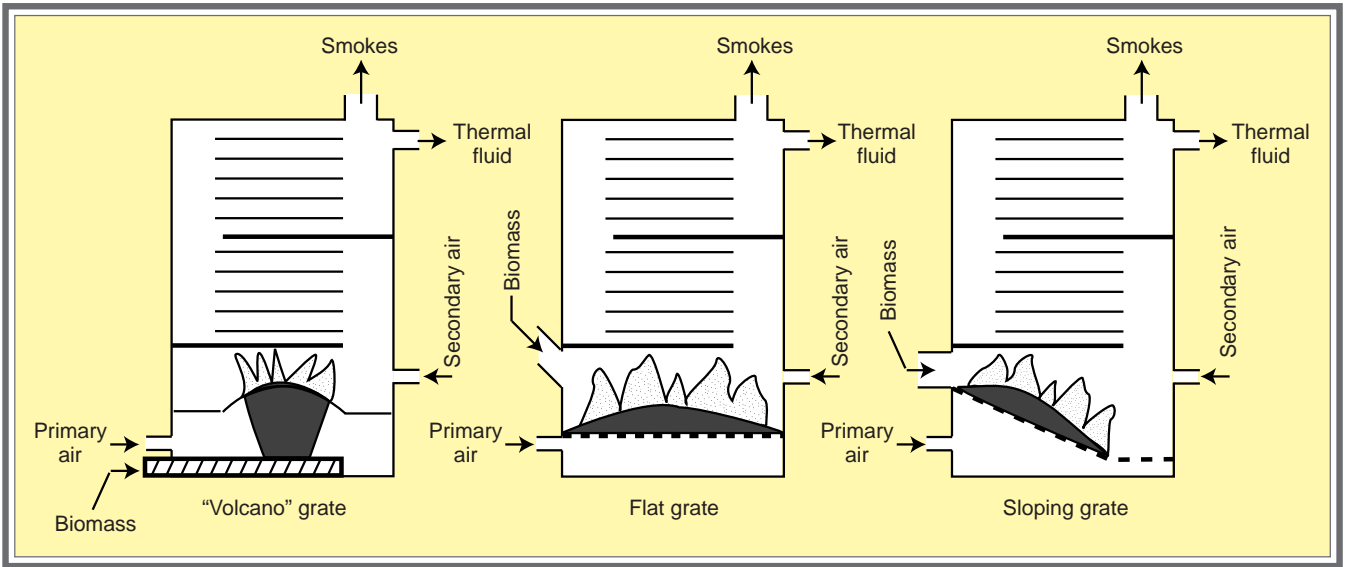 Smokes
Thermal
fluid
Secondary air
Primary
air
Biomass
“Volcano” grate
Smokes
Thermal
fluid
Biomass
Secondary air
Primary
air
Flat grate
Smokes
Thermal
fluid
Biomass
Secondary air
Primary
air
Sloping grate